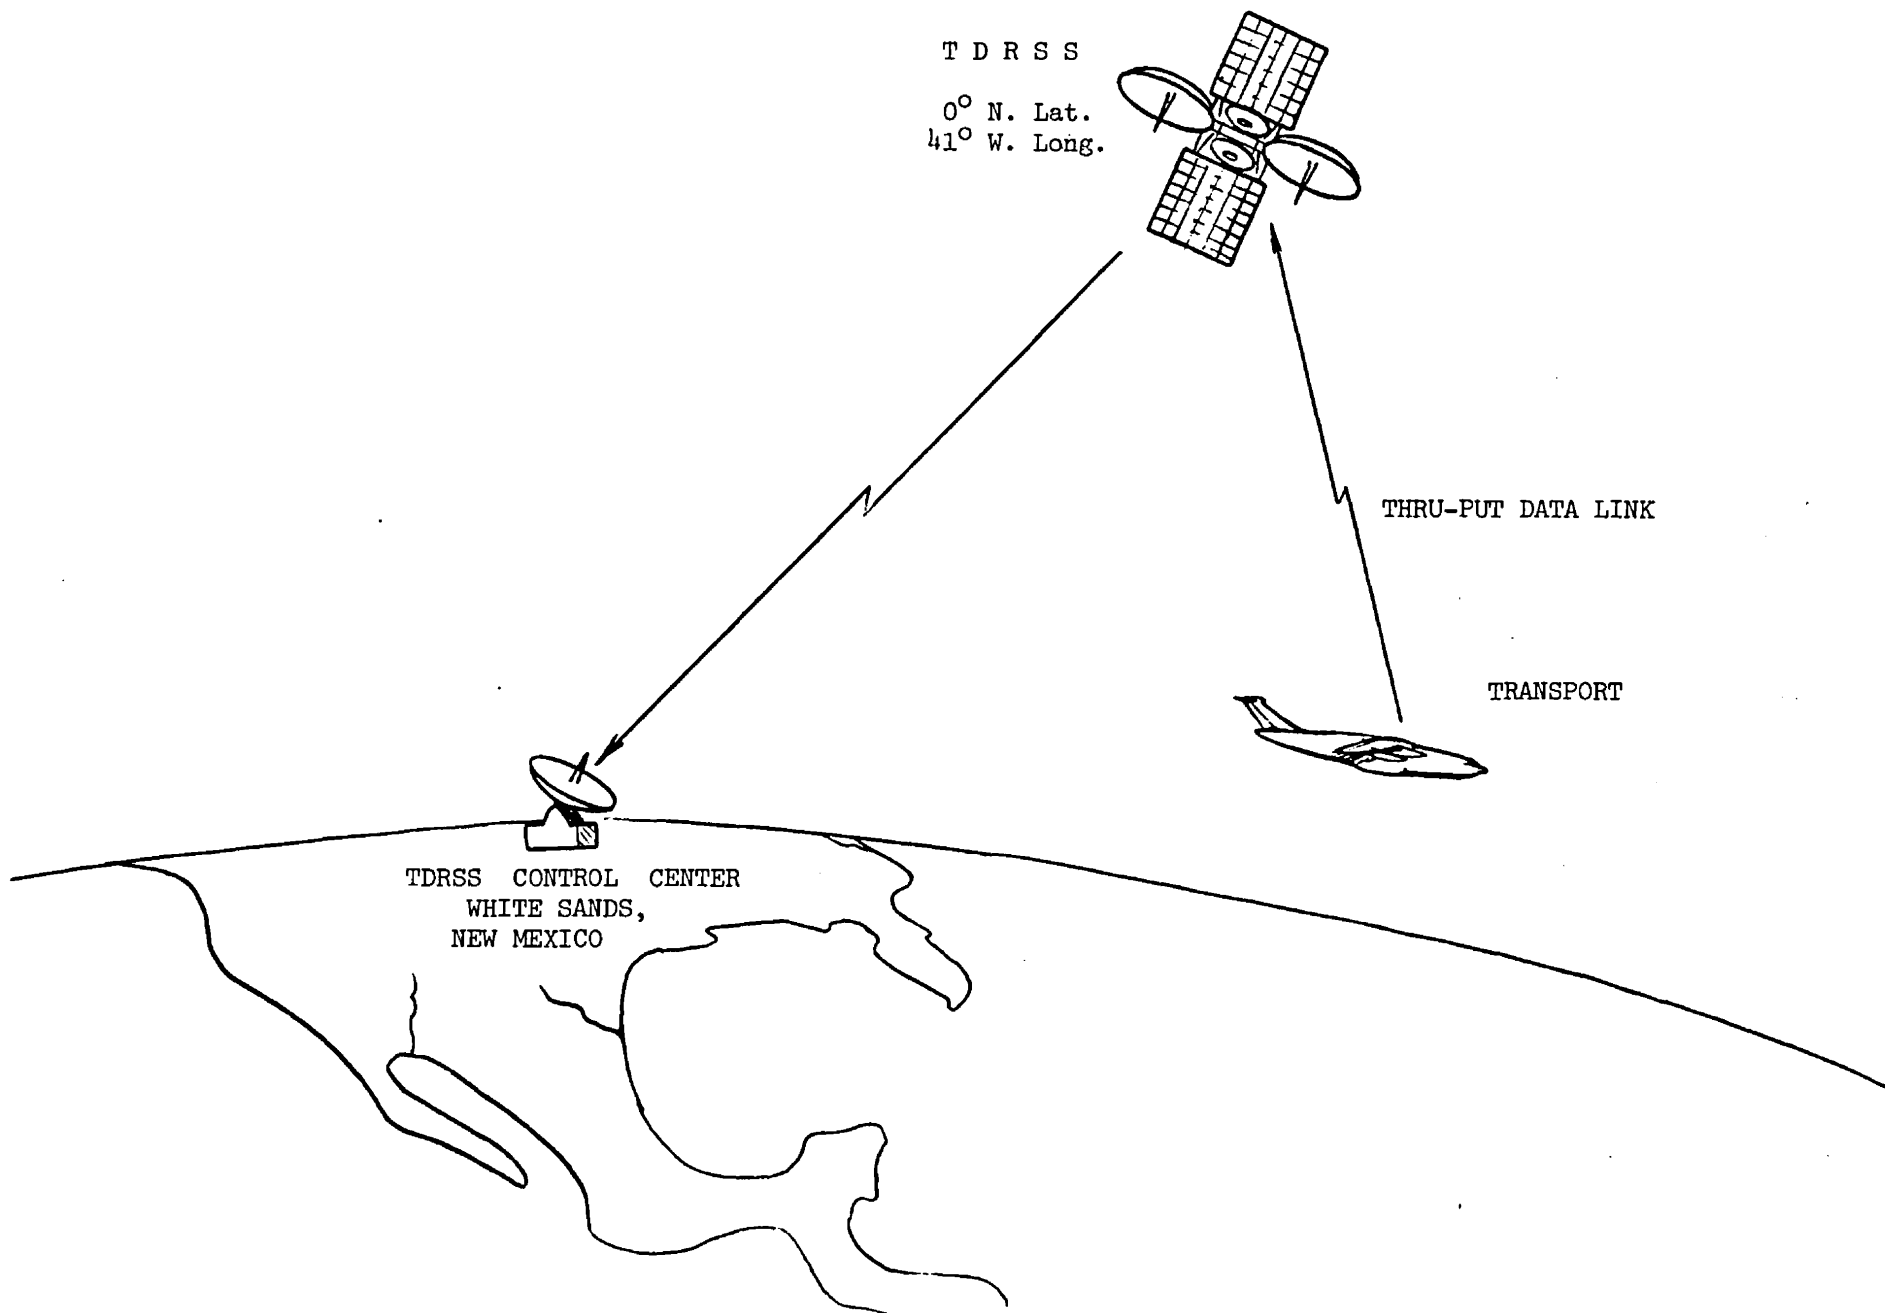 T D R S S
0° N. Lat.
41° W. Long.
THRU-PUT DATA LINK
TRANSPORT
TDRSS CONTROL CENTER
WHITE SANDS,
NEW MEXICO